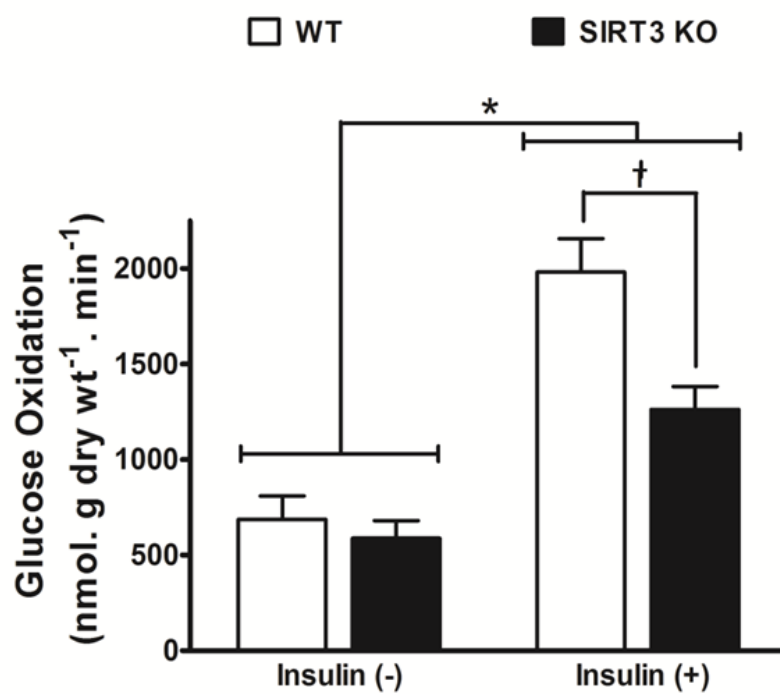 WT SIRT3 KO
*
†
Glucose Oxidation
(nmol. g dry wt⁻¹ . min⁻¹)
2000
1500
1000
500
0
Insulin (-) Insulin (+)